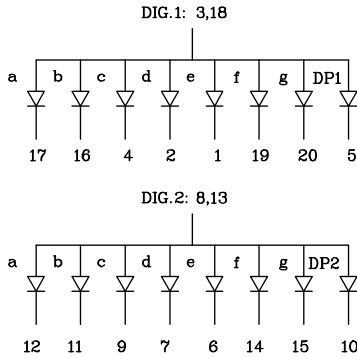 DIG.1: 3,18
a b c d e f g DP1
17 16 4 2 1 19 20 5
DIG.2: 8,13
a b c d e f g DP2
12 11 9 7 6 14 15 10